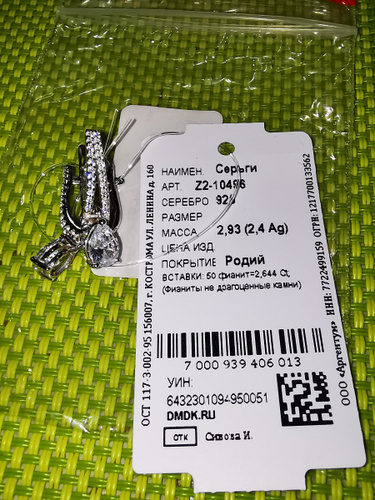 НАИМЕН. Серьги
АРТ. Z2-10496
СЕРЕБРО
РАЗМЕР
МАССА 2,93 (2,4 Ag)
ЦЕНА ИЗД.
ПОКРЫТИЕ Родий
ВСТАВКИ: 50 фианит=2,644 Ct;
(Фианиты не драгоценные камни)
7 000 939 406 013
УИН:
6432301094950051
DMDK.RU
ОТК Сизова И.
ОСТ 117-3-002-95 156007, г. КОСТРОМА УЛ. ЛЕНИНА д. 160
ООО «Аргентум» ИНН: 7722499159 ОГРН: 1217700133562